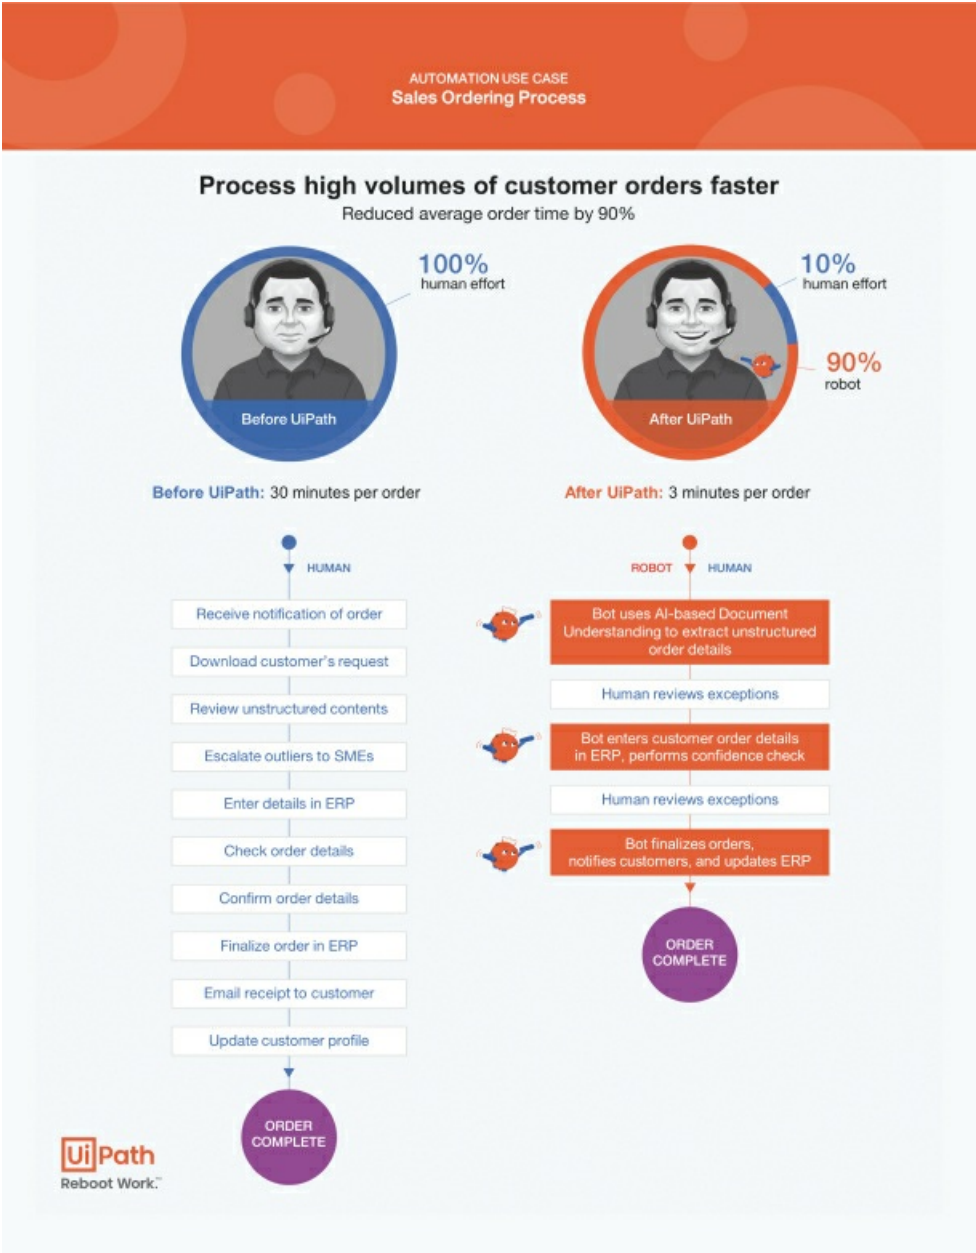 AUTOMATION USE CASE
Sales Ordering Process
Process high volumes of customer orders faster
Reduced average order time by 90%
100%
human effort
Before UiPath
10%
human effort
90%
robot
After UiPath
Before UiPath: 30 minutes per order
After UiPath: 3 minutes per order
HUMAN
Receive notification of order
Download customer's request
Review unstructured contents
Escalate outliers to SMEs
Enter details in ERP
Check order details
Confirm order details
Finalize order in ERP
Email receipt to customer
Update customer profile
ORDER
COMPLETE
ROBOT HUMAN
Bot uses AI-based Document
Understanding to extract unstructured
order details
Human reviews exceptions
Bot enters customer order details
in ERP, performs confidence check
Human reviews exceptions
Bot finalizes orders,
notifies customers, and updates ERP
ORDER
COMPLETE
UiPath
Reboot Work.™